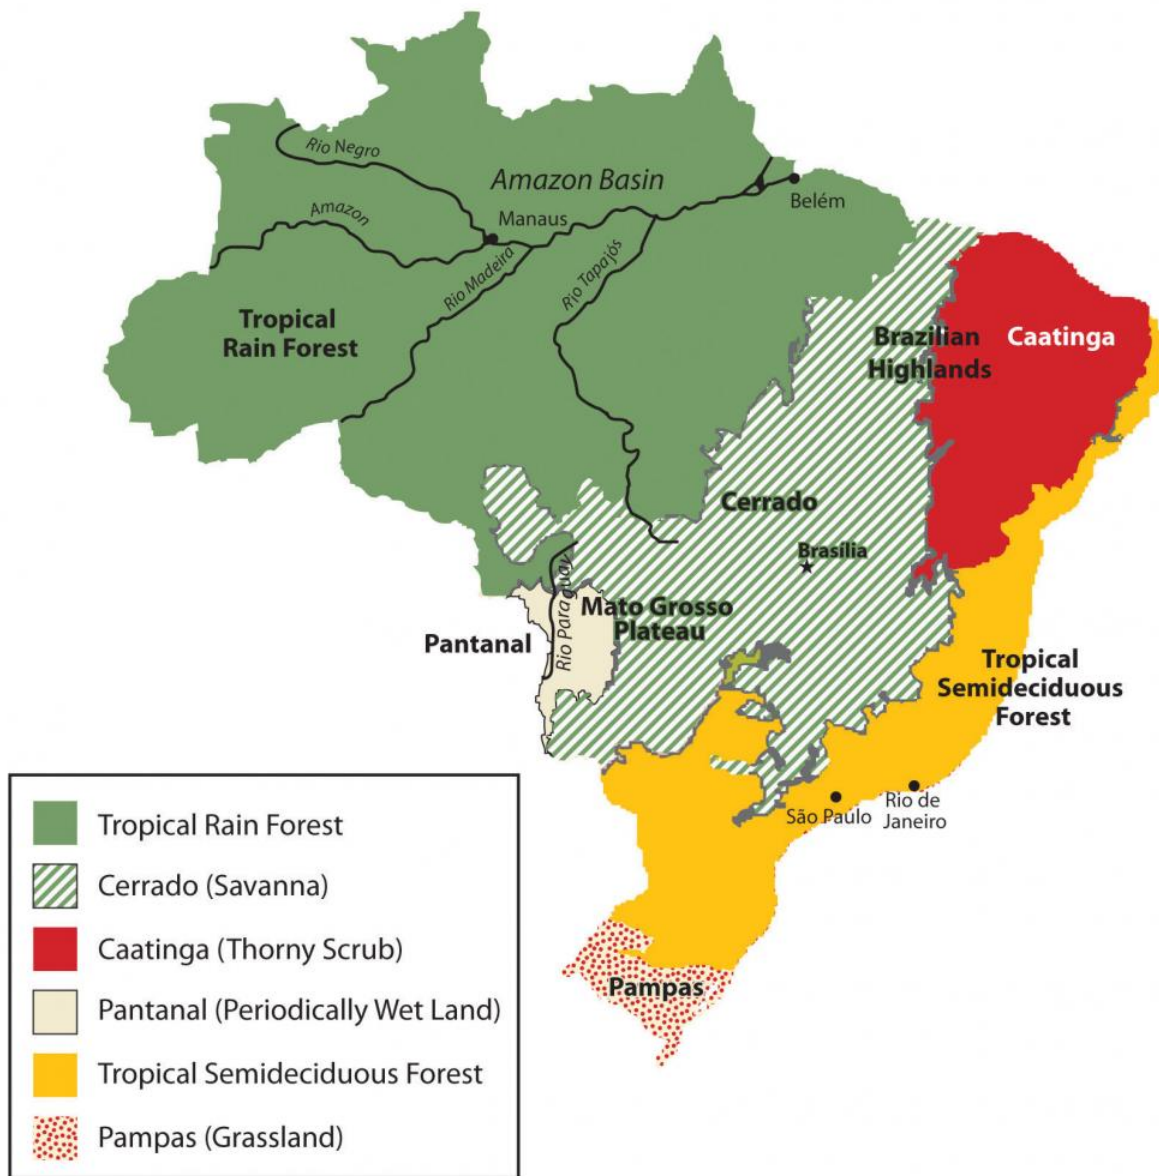 Rio Negro
Amazon Basin
Amazon
Manaus
Belém
Rio Madeira
Rio Tapajós
Tropical
Rain Forest
Brazilian
Highlands
Caatinga
Cerrado
Brasília
Rio Paraguay
Mato Grosso
Plateau
Pantanal
Tropical
Semideciduous
Forest
São Paulo
Rio de
Janeiro
Pampas
Tropical Rain Forest
Cerrado (Savanna)
Caatinga (Thorny Scrub)
Pantanal (Periodically Wet Land)
Tropical Semideciduous Forest
Pampas (Grassland)